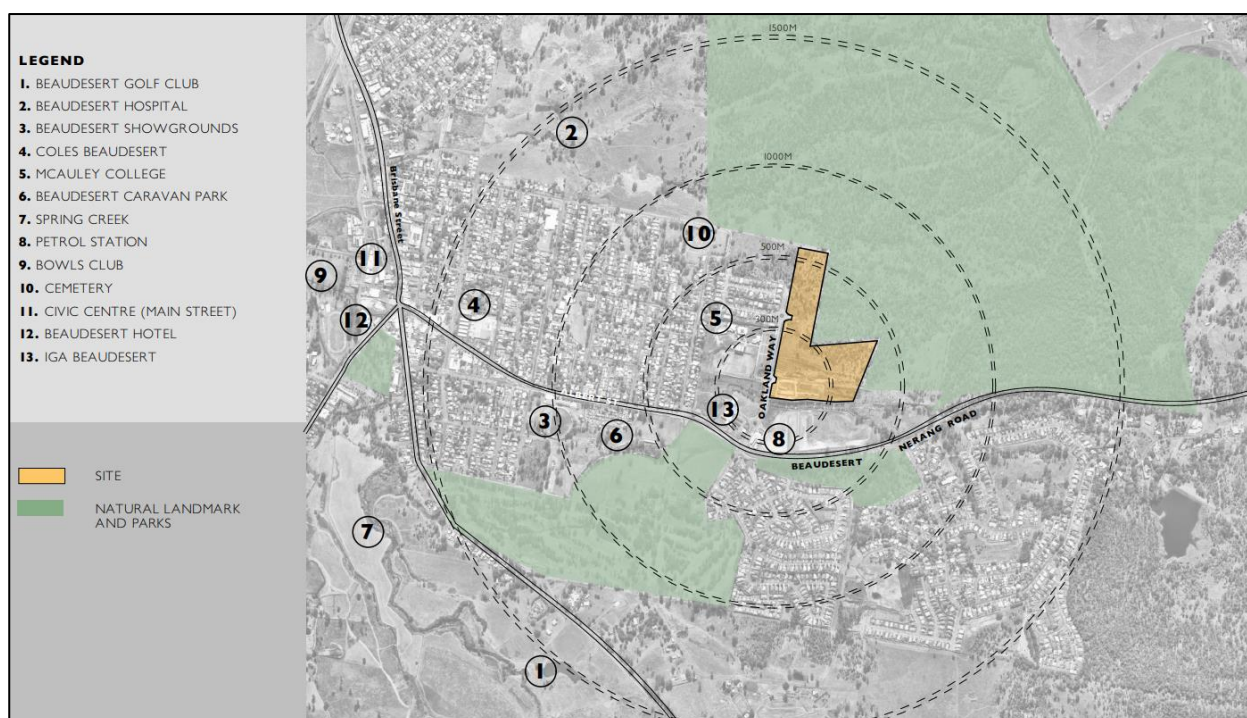 LEGEND
1. BEAUDESERT GOLF CLUB
2. BEAUDESERT HOSPITAL
3. BEAUDESERT SHOWGROUNDS
4. COLES BEAUDESERT
5. MCAULEY COLLEGE
6. BEAUDESERT CARAVAN PARK
7. SPRING CREEK
8. PETROL STATION
9. BOWLS CLUB
10. CEMETERY
11. CIVIC CENTRE (MAIN STREET)
12. BEAUDESERT HOTEL
13. IGA BEAUDESERT
SITE
NATURAL LANDMARK
AND PARKS
1500M
2
Brisbane Street
1000M
10
500M
11
9
4
12
5
200M
OAKLAND WAY
13
3
6
8
BEAUDESERT NERANG ROAD
7
1